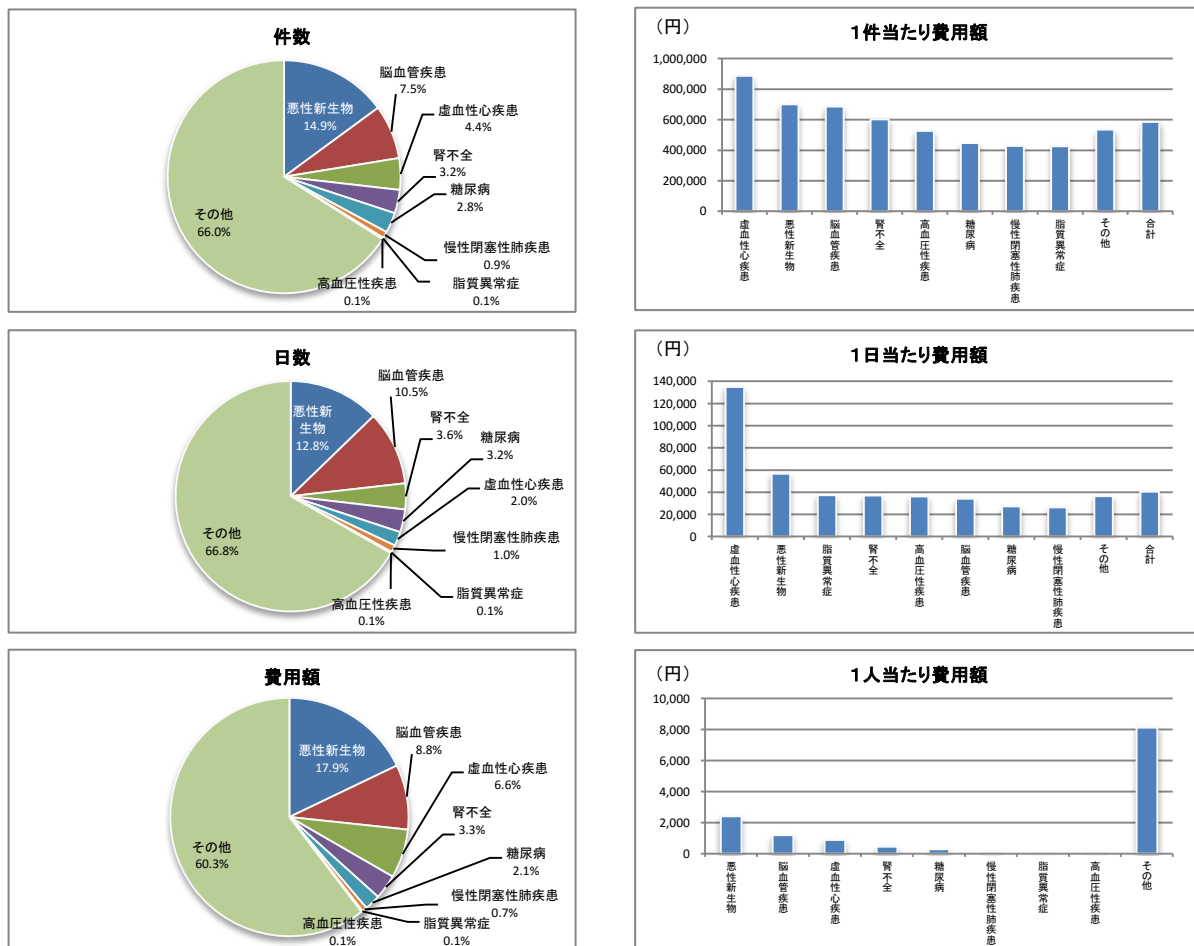 件数
悪性新生物
14.9%
脳血管疾患
7.5%
虚血性心疾患
4.4%
腎不全
3.2%
糖尿病
2.8%
慢性閉塞性肺疾患
0.9%
脂質異常症
0.1%
高血圧性疾患
0.1%
その他
66.0%
(円)
1件当たり費用額
1,000,000
800,000
600,000
400,000
200,000
0
虚血性心疾患
悪性新生物
脳血管疾患
腎不全
高血圧性疾患
糖尿病
慢性閉塞性肺疾患
脂質異常症
その他
合計
日数
悪性新
生物
12.8%
脳血管疾患
10.5%
腎不全
3.6%
糖尿病
3.2%
虚血性心疾患
2.0%
慢性閉塞性肺疾患
1.0%
脂質異常症
0.1%
高血圧性疾患
0.1%
その他
66.8%
(円)
1日当たり費用額
140,000
120,000
100,000
80,000
60,000
40,000
20,000
0
虚血性心疾患
悪性新生物
脂質異常症
腎不全
高血圧性疾患
脳血管疾患
糖尿病
慢性閉塞性肺疾患
その他
合計
費用額
悪性新生物
17.9%
脳血管疾患
8.8%
虚血性心疾患
6.6%
腎不全
3.3%
糖尿病
2.1%
慢性閉塞性肺疾患
0.7%
脂質異常症
0.1%
高血圧性疾患
0.1%
その他
60.3%
(円)
1人当たり費用額
10,000
8,000
6,000
4,000
2,000
0
悪性新生物
脳血管疾患
虚血性心疾患
腎不全
糖尿病
慢性閉塞性肺疾患
脂質異常症
高血圧性疾患
その他